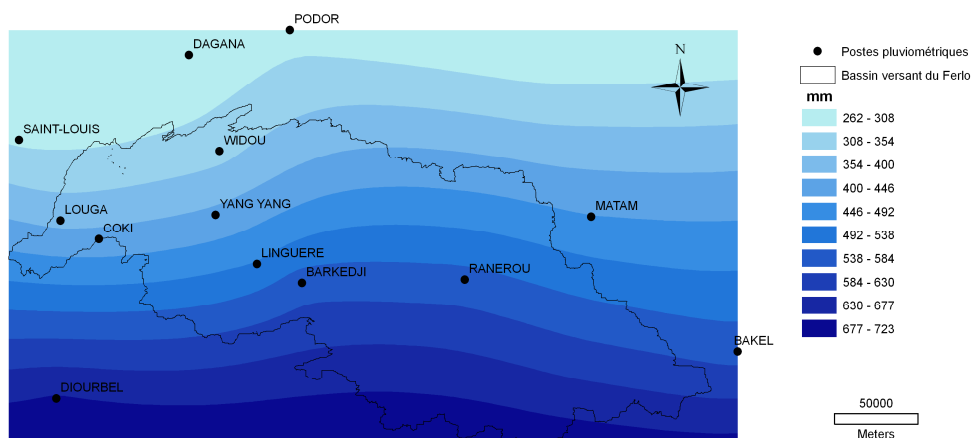 PODOR
DAGANA
N
SAINT-LOUIS
WIDOU
LOUGA
YANG YANG
MATAM
COKI
LINGUERE
BARKEDJI
RANEROU
BAKEL
DIOURBEL
Postes pluviométriques
Bassin versant du Ferlo
mm
262 - 308
308 - 354
354 - 400
400 - 446
446 - 492
492 - 538
538 - 584
584 - 630
630 - 677
677 - 723
50000
Meters